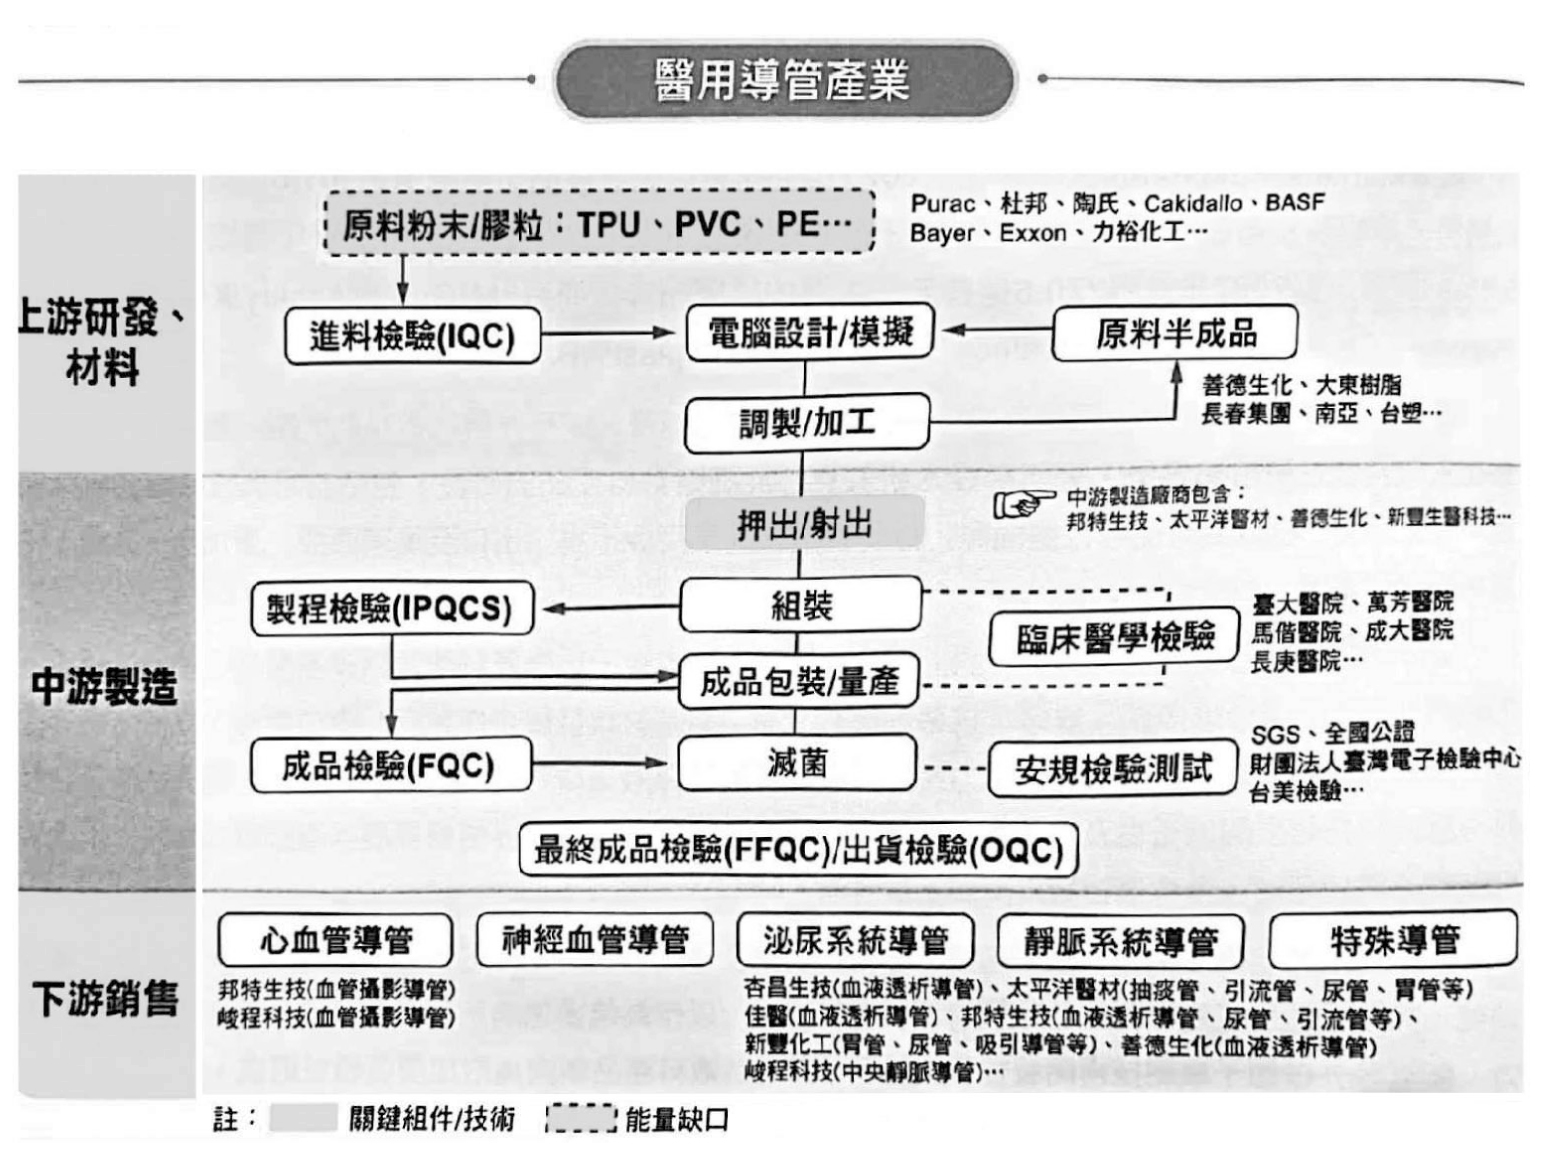 醫用導管產業
上游研發、
材料
原料粉末/膠粒：TPU、PVC、PE…
Purac、杜邦、陶氏、Cakidallo、BASF
Bayer、Exxon、力裕化工…
進料檢驗(IQC)
電腦設計/模擬
原料半成品
善德生化、大東樹脂
長春集團、南亞、台塑…
調製/加工
中游製造
押出/射出
中游製造廠商包含：
邦特生技、太平洋醫材、善德生化、新豐生醫科技…
製程檢驗(IPQCS)
組裝
臨床醫學檢驗
臺大醫院、萬芳醫院
馬偕醫院、成大醫院
長庚醫院…
成品包裝/量產
成品檢驗(FQC)
滅菌
安規檢驗測試
SGS、全國公證
財團法人臺灣電子檢驗中心
台美檢驗…
最終成品檢驗(FFQC)/出貨檢驗(OQC)
下游銷售
心血管導管
神經血管導管
泌尿系統導管
靜脈系統導管
特殊導管
邦特生技(血管攝影導管)
峻程科技(血管攝影導管)
杏昌生技(血液透析導管)、太平洋醫材(抽痰管、引流管、尿管、胃管等)
佳醫(血液透析導管)、邦特生技(血液透析導管、尿管、引流管等)、
新豐化工(胃管、尿管、吸引導管等)、善德生化(血液透析導管)
峻程科技(中央靜脈導管)…
註： 關鍵組件/技術 能量缺口